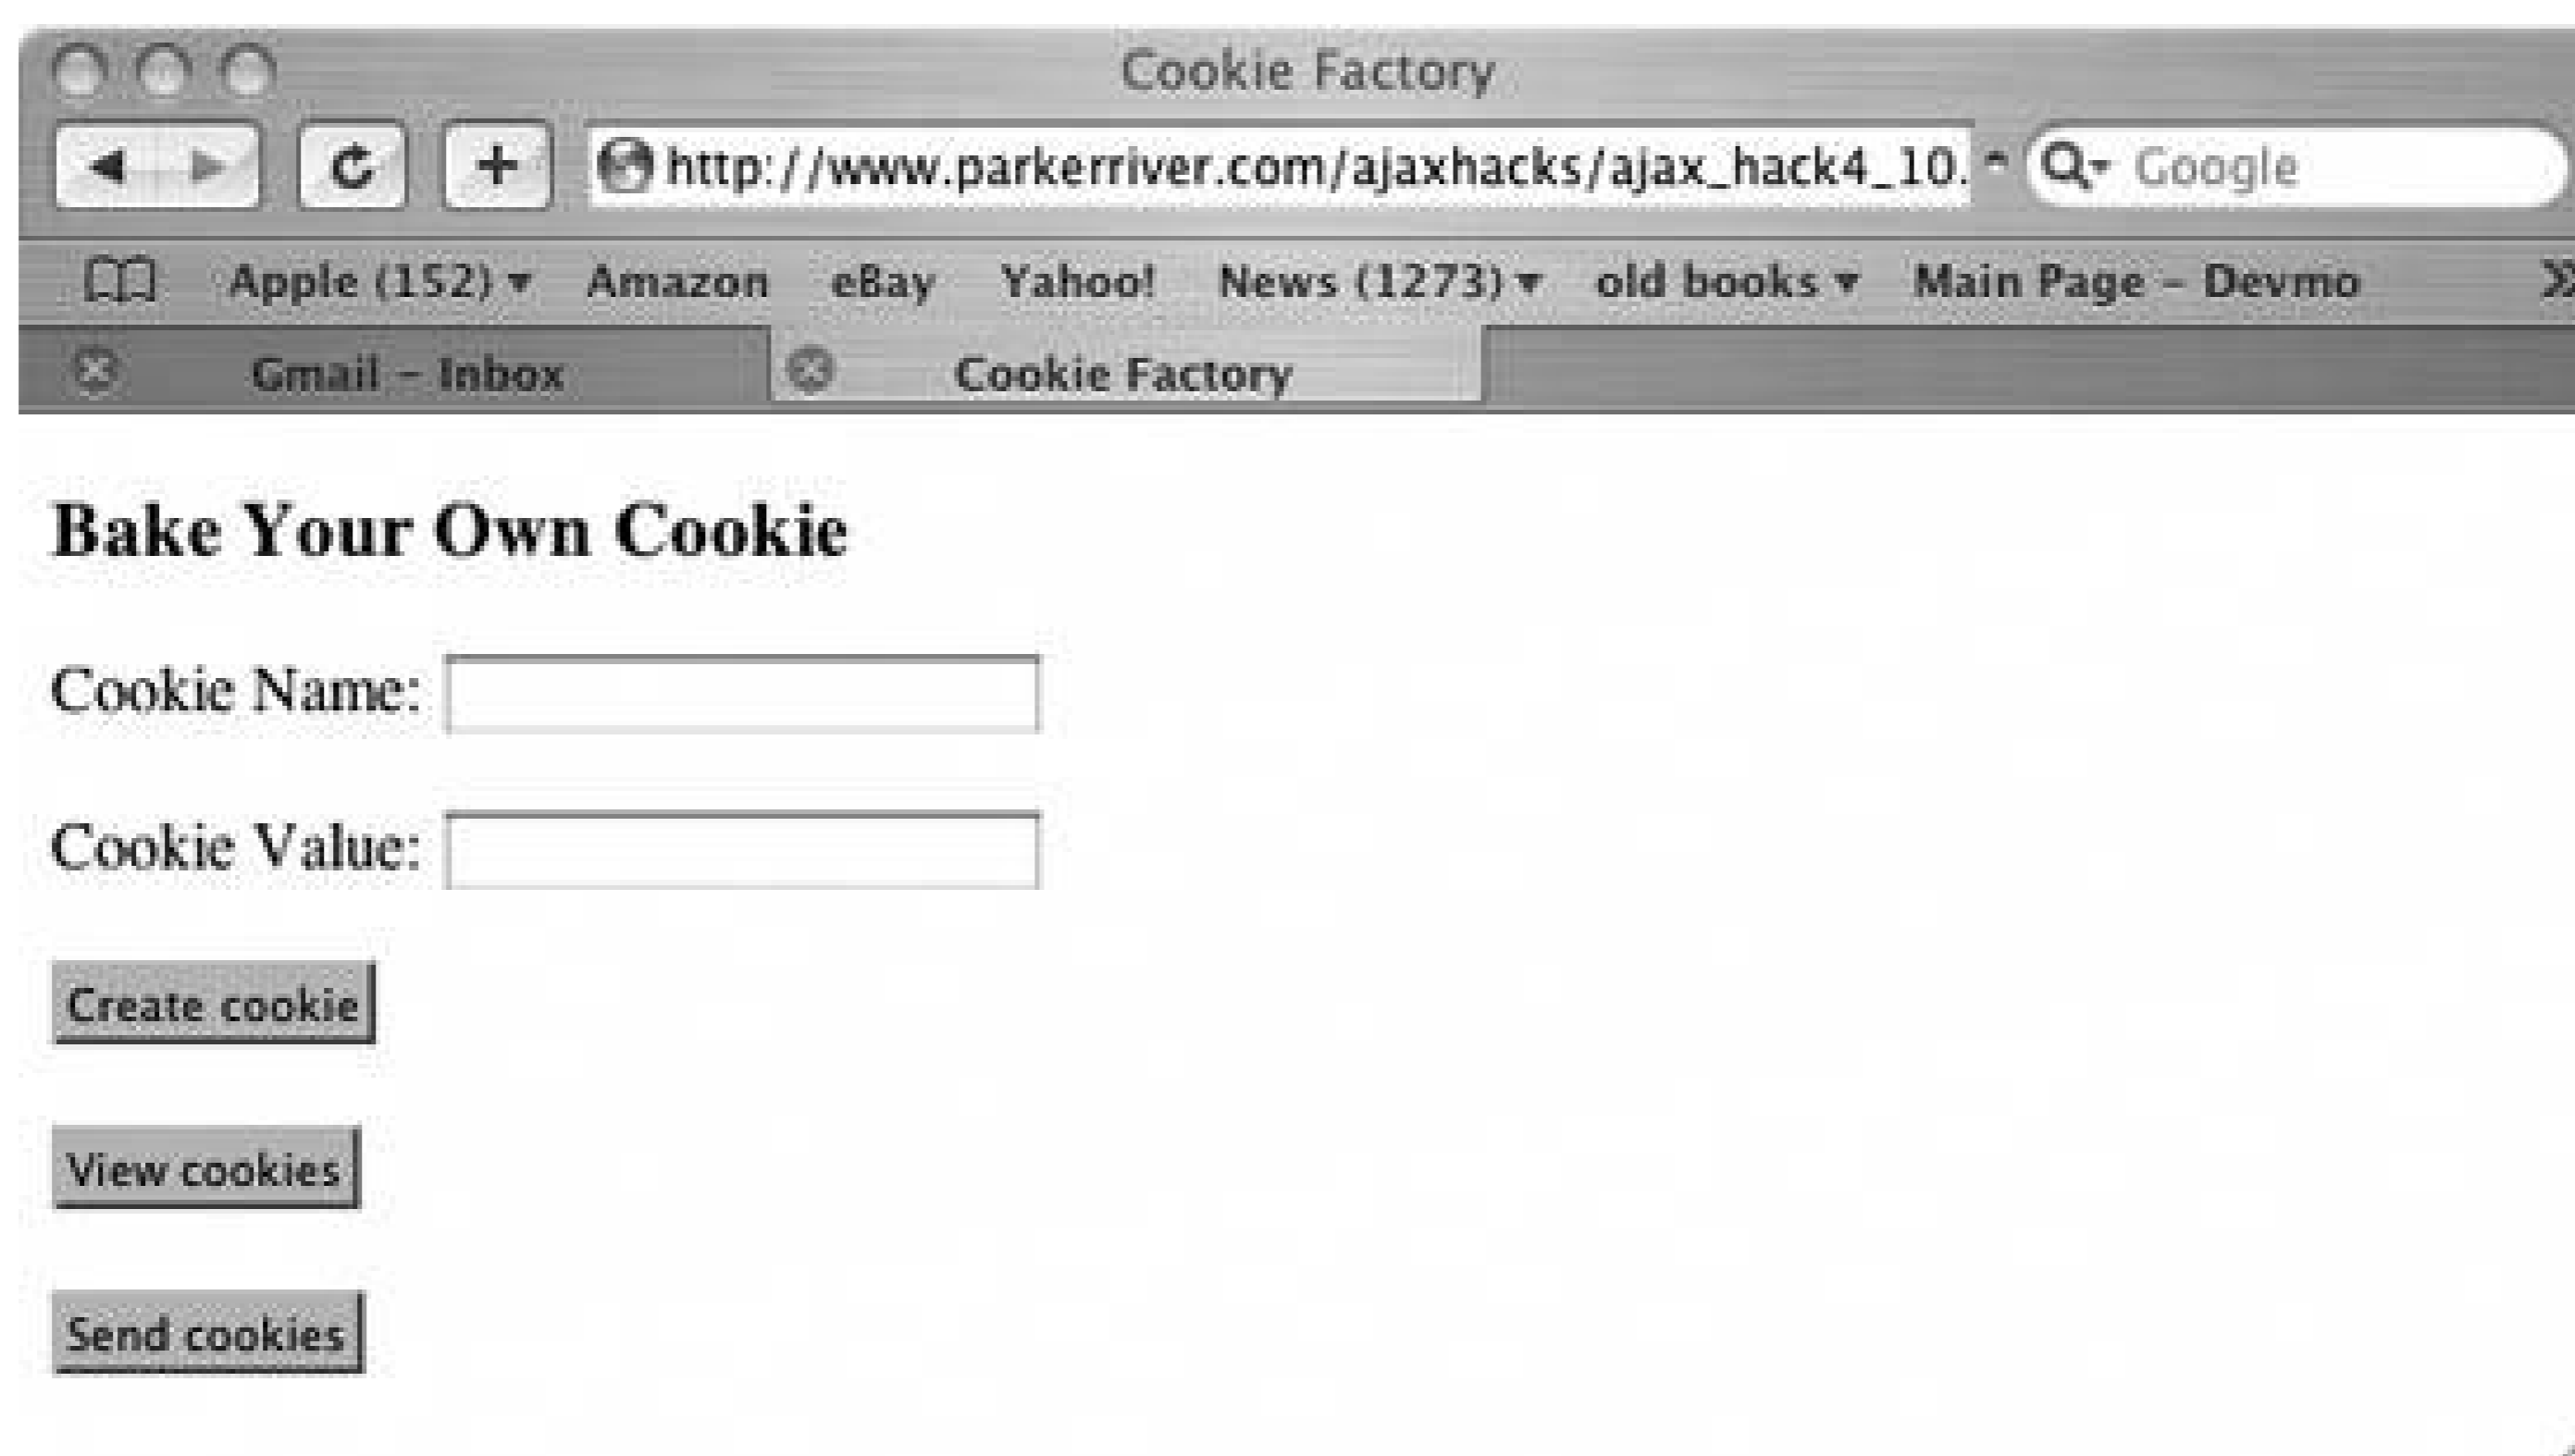 Cookie Factory
http://www.parkerriver.com/ajaxhacks/ajax_hack4_10. Google
Apple (152) Amazon eBay Yahoo! News (1273) old books Main Page – Devmo »
Gmail – Inbox Cookie Factory
Bake Your Own Cookie
Cookie Name:
Cookie Value:
Create cookie
View cookies
Send cookies